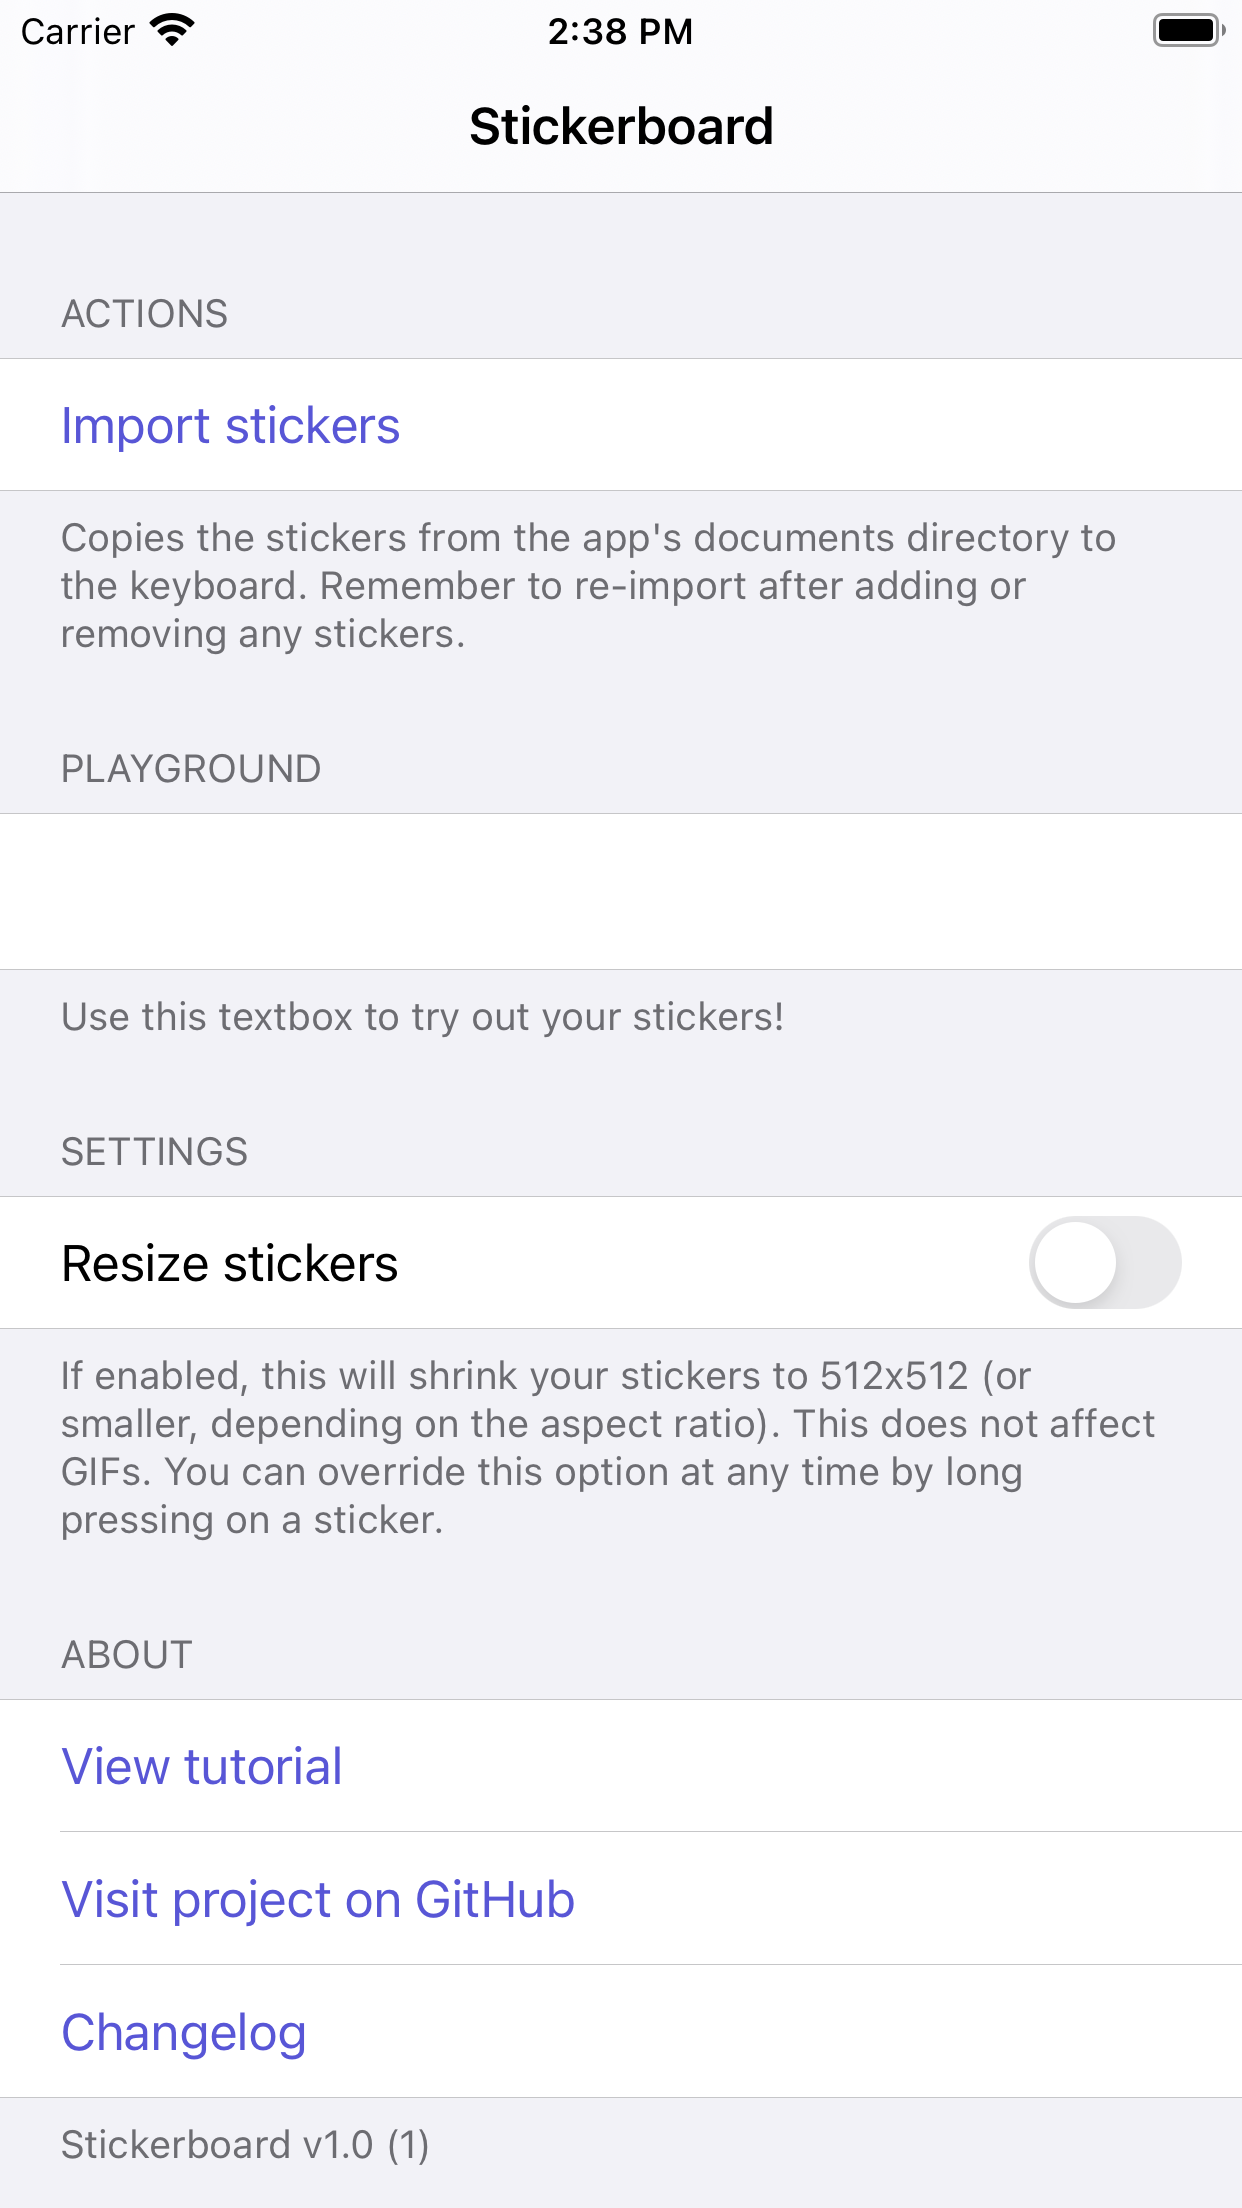 Carrier 2:38 PM
Stickerboard
ACTIONS
Import stickers
Copies the stickers from the app's documents directory to
the keyboard. Remember to re-import after adding or
removing any stickers.
PLAYGROUND
Use this textbox to try out your stickers!
SETTINGS
Resize stickers
If enabled, this will shrink your stickers to 512x512 (or
smaller, depending on the aspect ratio). This does not affect
GIFs. You can override this option at any time by long
pressing on a sticker.
ABOUT
View tutorial
Visit project on GitHub
Changelog
Stickerboard v1.0 (1)